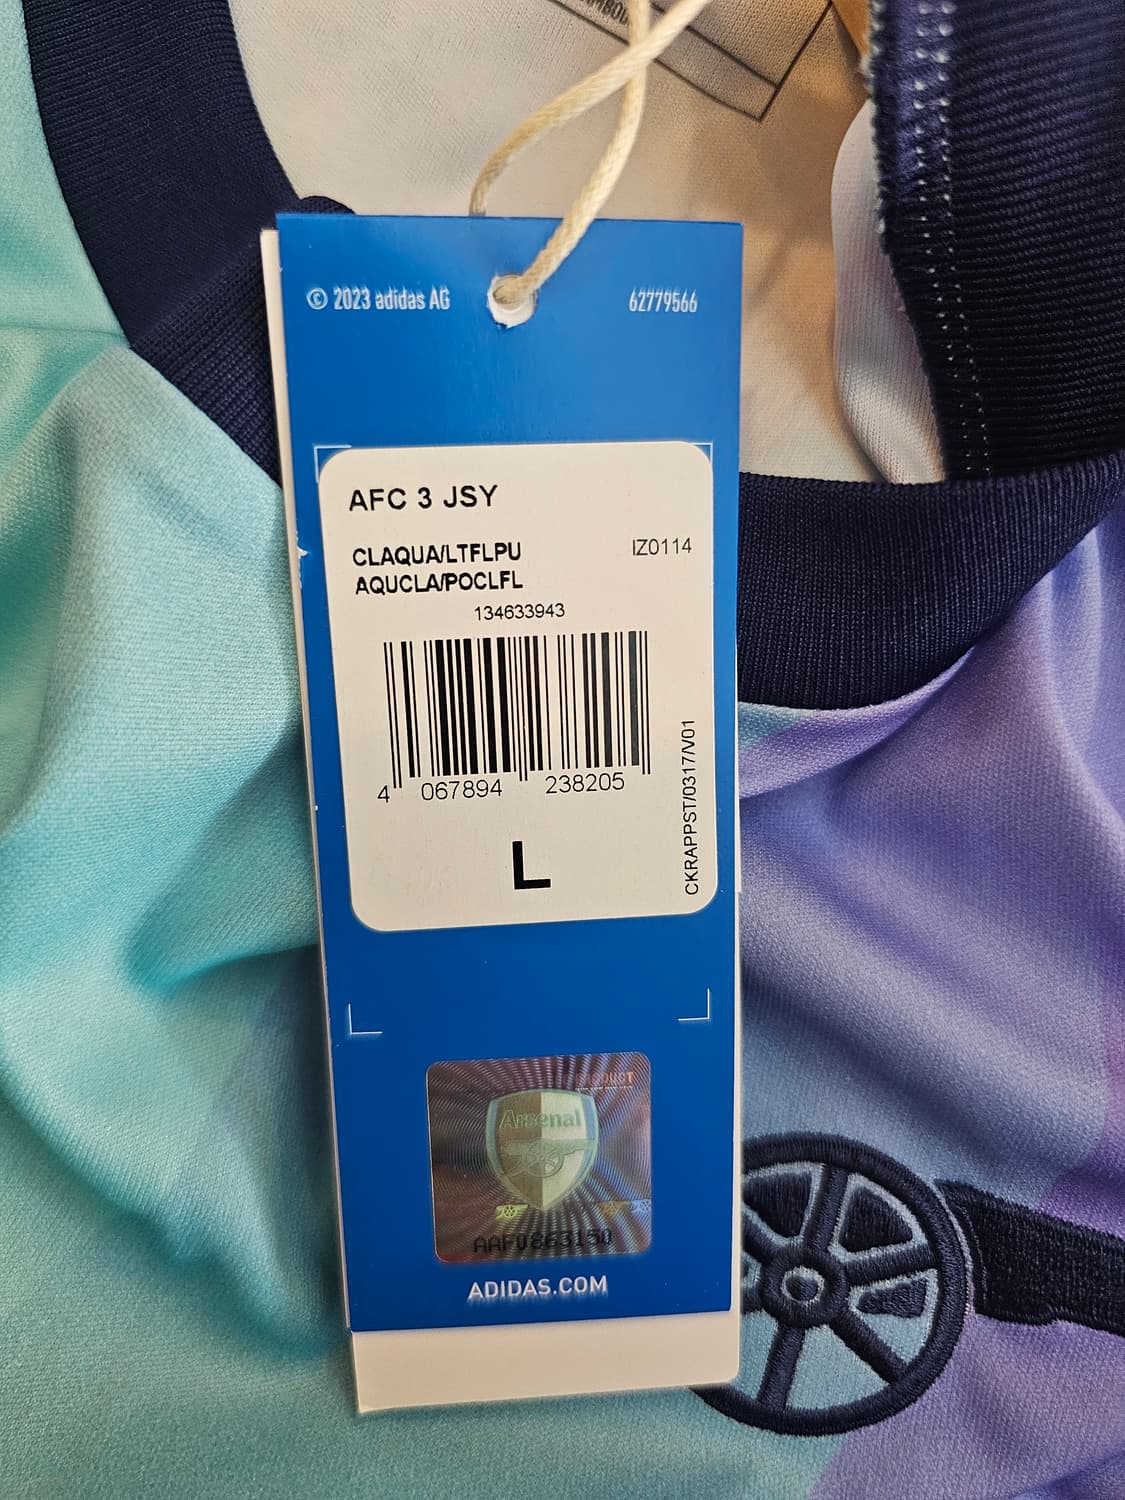 © 2023 adidas AG
62779566
AFC 3 JSY
CLAQUA/LTFLPU
IZ0114
AQUCLA/POCLFL
134633943
4 067894 238205
CKRAPPST/0317/V01
L
Arsenal
AAF0863150
ADIDAS.COM